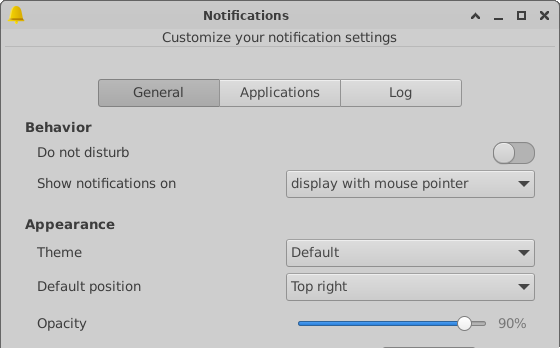 Notifications
Customize your notification settings
General Applications Log
Behavior
Do not disturb
Show notifications on display with mouse pointer
Appearance
Theme Default
Default position Top right
Opacity 90%